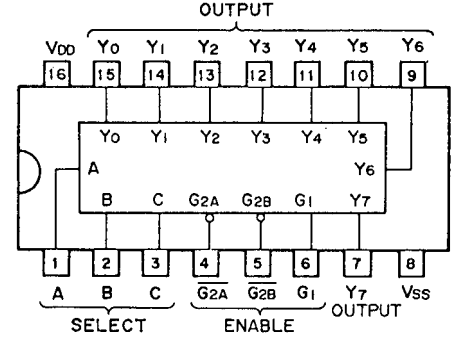 OUTPUT
VDD Y0 Y1 Y2 Y3 Y4 Y5 Y6
16 15 14 13 12 11 10 9
Y0 Y1 Y2 Y3 Y4 Y5
A Y6
B C G2A G2B G1 Y7
1 2 3 4 5 6 7 8
A B C G2A G2B G1 Y7 VSS
SELECT ENABLE OUTPUT